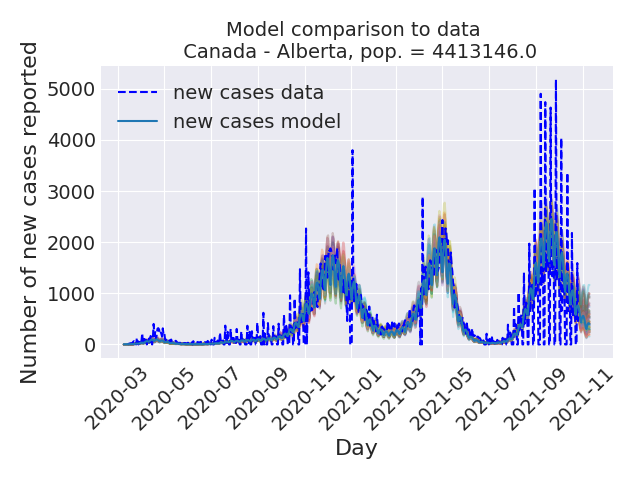 Model comparison to data
Canada - Alberta, pop. = 4413146.0
Number of new cases reported
5000
4000
3000
2000
1000
0
new cases data
new cases model
2020-03
2020-05
2020-07
2020-09
2020-11
2021-01
2021-03
2021-05
2021-07
2021-09
2021-11
Day